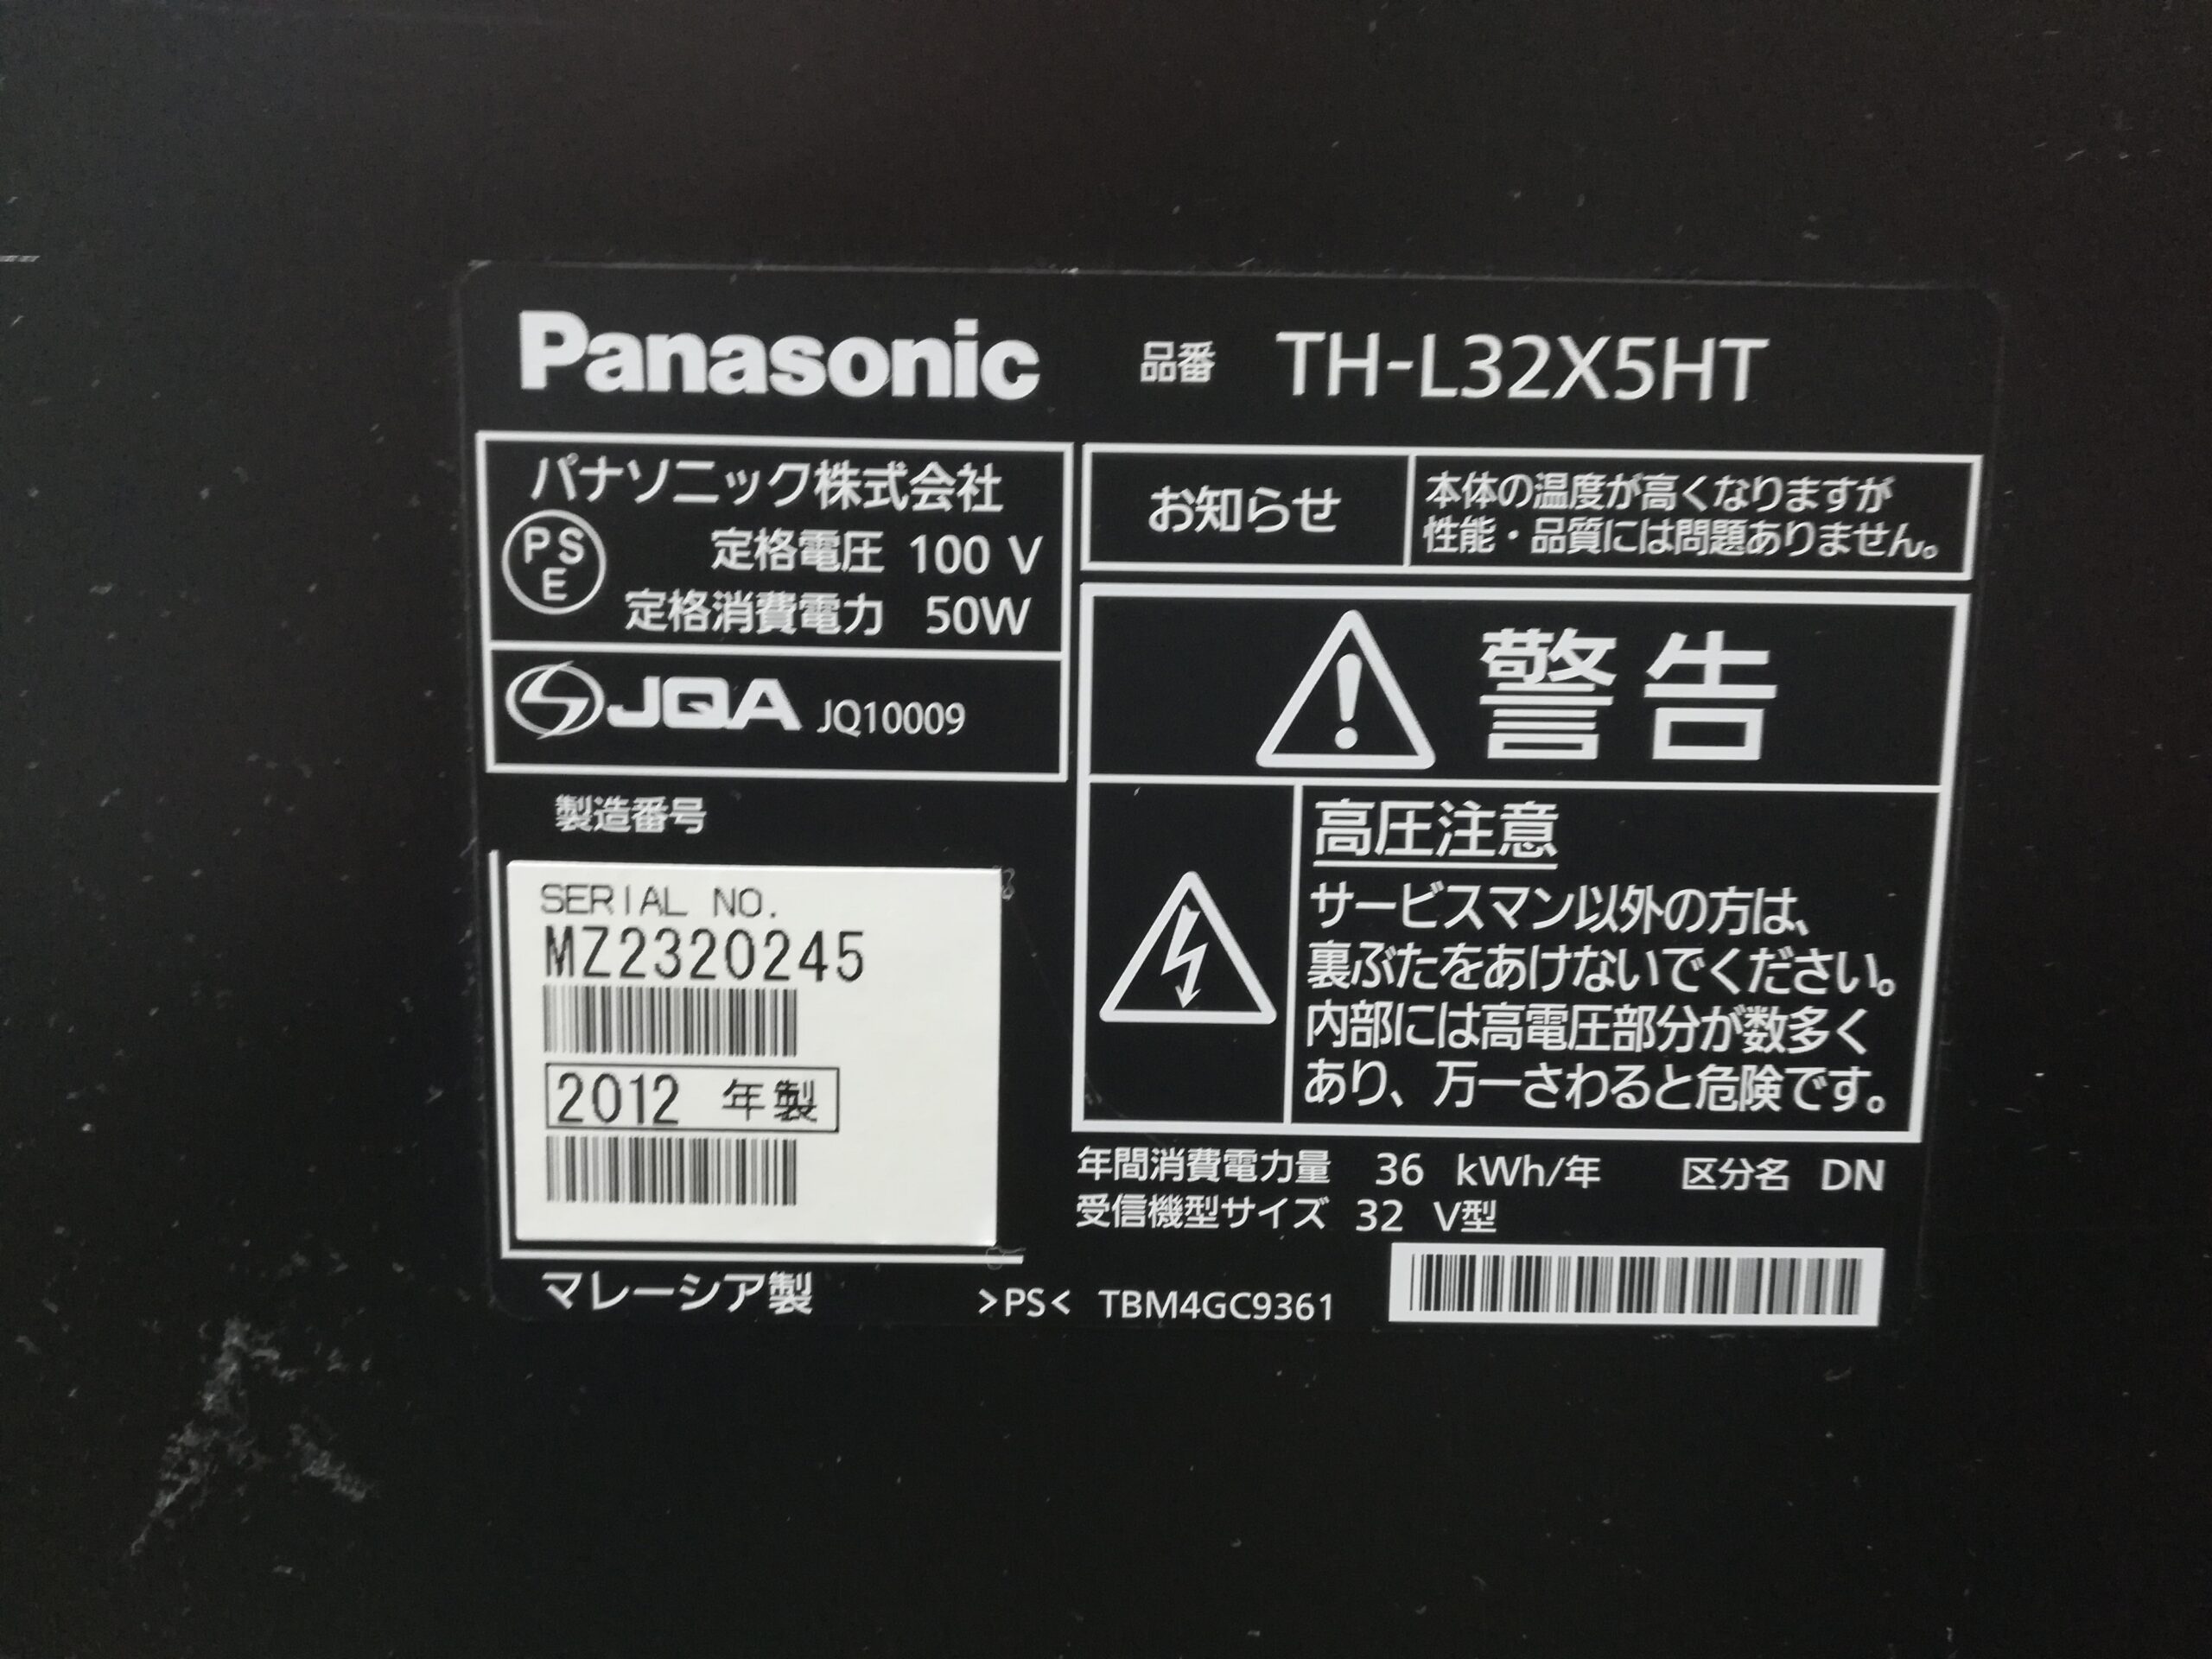 Panasonic 品番 TH-L32X5HT
パナソニック株式会社
PS
E
定格電圧 100 V
定格消費電力 50W
JQA JQ10009
製造番号
SERIAL NO.
MZ2320245
2012 年製
マレーシア製
お知らせ
本体の温度が高くなりますが
性能・品質には問題ありません。
警告
高圧注意
サービスマン以外の方は、
裏ぶたをあけないでください。
内部には高電圧部分が数多く
あり、万一さわると危険です。
年間消費電力量 36 kWh/年 区分名 DN
受信機型サイズ 32 V型
>PS< TBM4GC9361